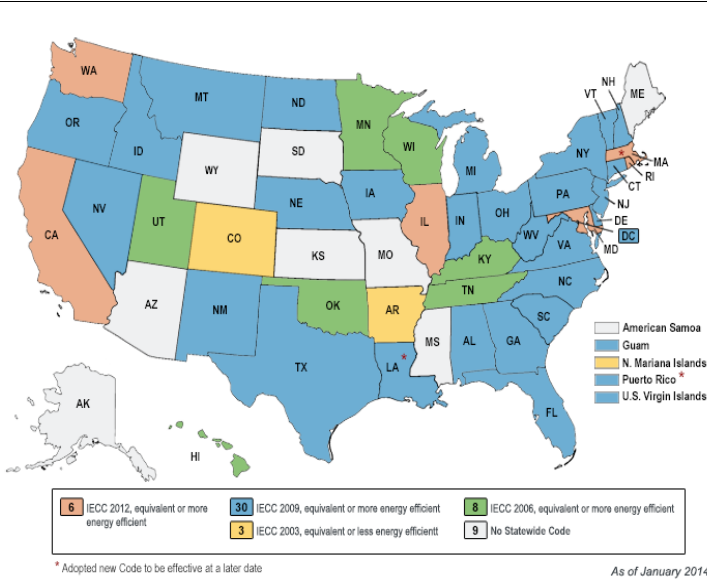 WA
MT
ND
MN
VT
NH
ME
OR
ID
SD
WI
MI
NY
*
MA
RI
CT
WY
IA
PA
NJ
NE
IL
IN
OH
DE
DC
MD
NV
UT
CO
WV
VA
CA
KS
MO
KY
AZ
NM
OK
AR
TN
NC
SC
MS
AL
GA
TX
LA *
FL
AK
HI
American Samoa
Guam
N. Mariana Islands
Puerto Rico *
U.S. Virgin Islands
6 IECC 2012, equivalent or more
energy efficient
30 IECC 2009, equivalent or more energy efficient
3 IECC 2003, equivalent or less energy efficientt
8 IECC 2006, equivalent or more energy efficient
9 No Statewide Code
* Adopted new Code to be effective at a later date
As of January 2014